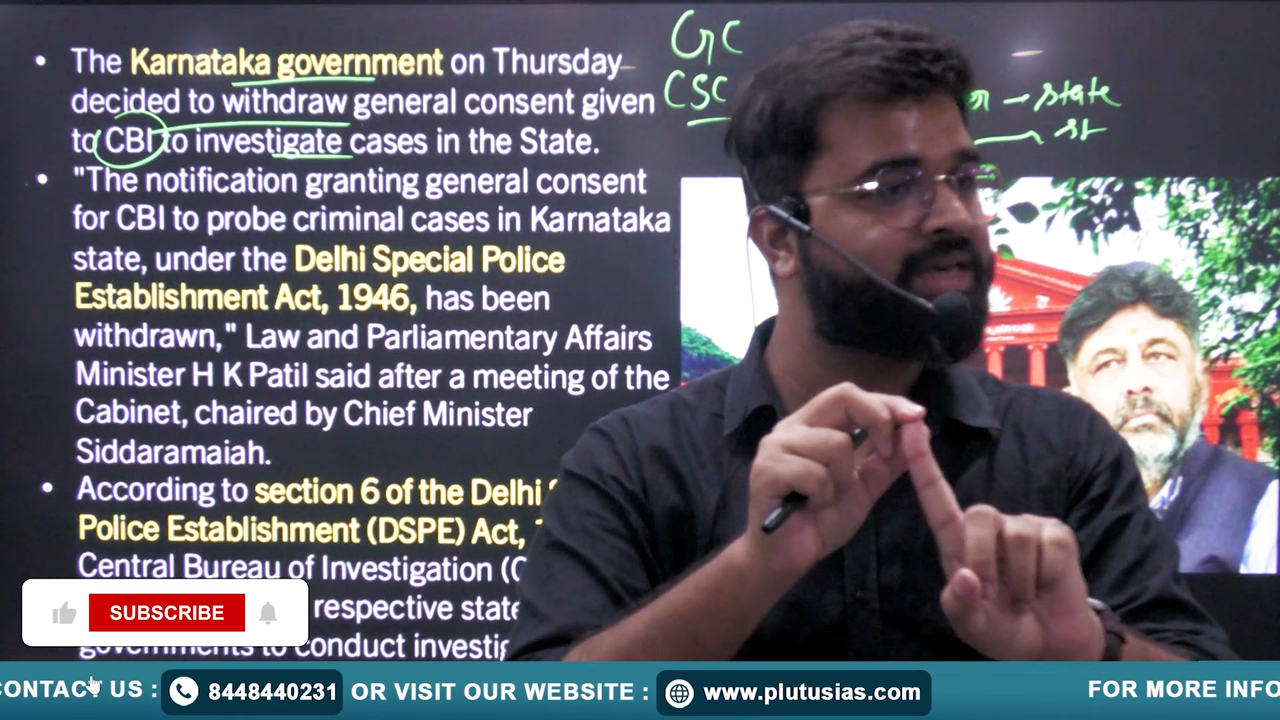 GC
CSC
→ state
→ st
• The Karnataka government on Thursday
decided to withdraw general consent given
to CBI to investigate cases in the State.
• "The notification granting general consent
for CBI to probe criminal cases in Karnataka
state, under the Delhi Special Police
Establishment Act, 1946, has been
withdrawn," Law and Parliamentary Affairs
Minister H K Patil said after a meeting of the
Cabinet, chaired by Chief Minister
Siddaramaiah.
• According to section 6 of the Delhi
Police Establishment (DSPE) Act,
Central Bureau of Investigation (
respective state
governments to conduct investig
SUBSCRIBE
CONTACT US : 8448440231 OR VISIT OUR WEBSITE : www.plutusias.com FOR MORE INFO